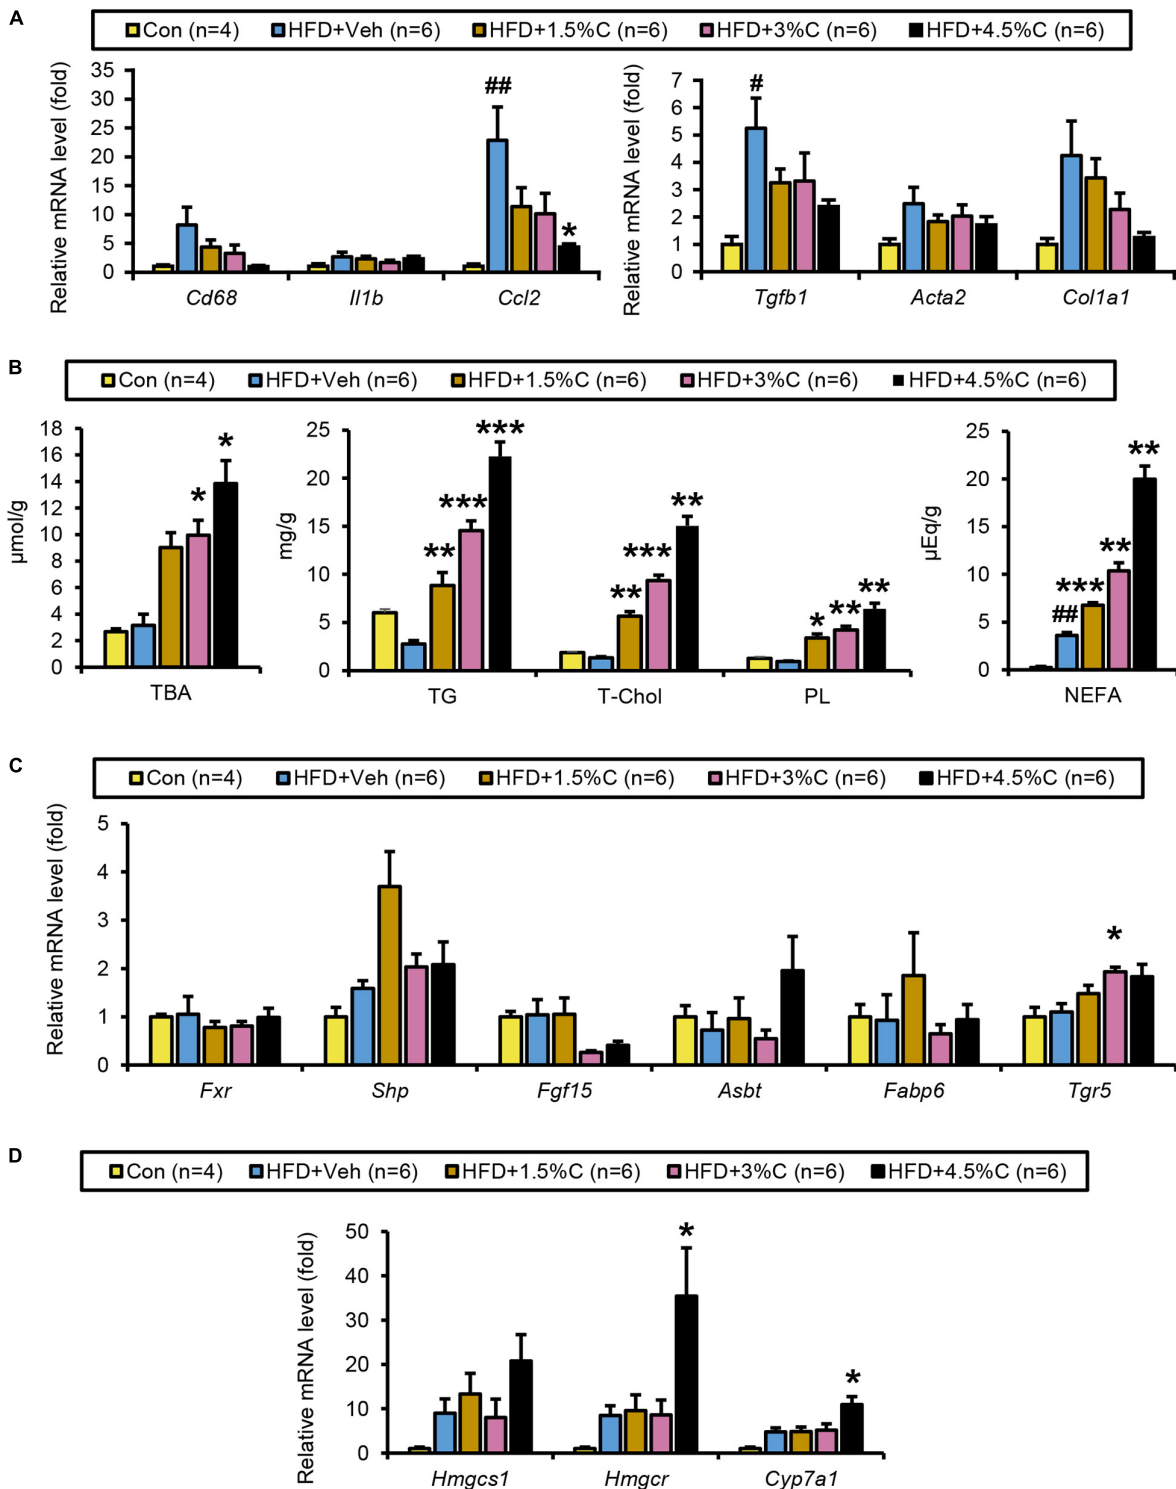 A
Con (n=4) HFD+Veh (n=6) HFD+1.5%C (n=6) HFD+3%C (n=6) HFD+4.5%C (n=6)
Relative mRNA level (fold)
35
30
25
20
15
10
5
0
##
*
Cd68 Il1b Ccl2
Relative mRNA level (fold)
7
6
5
4
3
2
1
0
#
Tgfb1 Acta2 Col1a1
B
Con (n=4) HFD+Veh (n=6) HFD+1.5%C (n=6) HFD+3%C (n=6) HFD+4.5%C (n=6)
µmol/g
18
16
14
12
10
8
6
4
2
0
* *
TBA
mg/g
25
20
15
10
5
0
** *** ***
** *** **
* ** **
TG T-Chol PL
µEq/g
25
20
15
10
5
0
## *** ** **
NEFA
C
Con (n=4) HFD+Veh (n=6) HFD+1.5%C (n=6) HFD+3%C (n=6) HFD+4.5%C (n=6)
Relative mRNA level (fold)
5
4
3
2
1
0
*
Fxr Shp Fgf15 Asbt Fabp6 Tgr5
D
Con (n=4) HFD+Veh (n=6) HFD+1.5%C (n=6) HFD+3%C (n=6) HFD+4.5%C (n=6)
Relative mRNA level (fold)
50
40
30
20
10
0
*
*
Hmgcs1 Hmgcr Cyp7a1